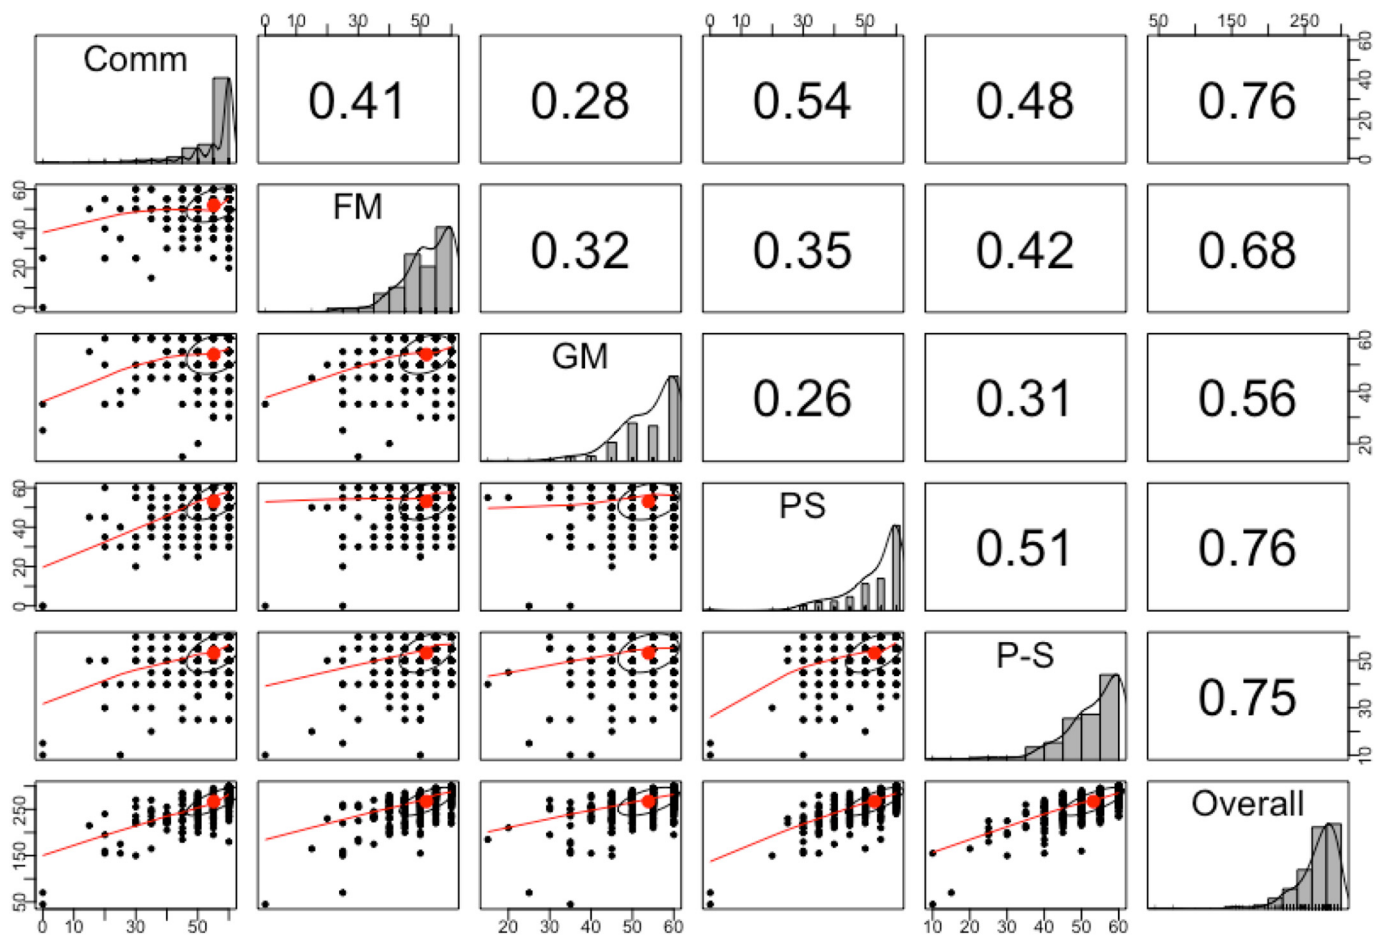 0 10 50 0 10 50 50 150 250
Comm 0.41 0.28 0.54 0.48 0.76 0 20 40 60
0 20 40 60 FM 0.32 0.35 0.42 0.68
GM 0.26 0.31 0.56 20 40 60
0 20 40 60 PS 0.51 0.76
P-S 0.75 10 30 50
50 150 250 Overall
0 10 30 50 20 30 40 50 60 10 20 30 40 50 60